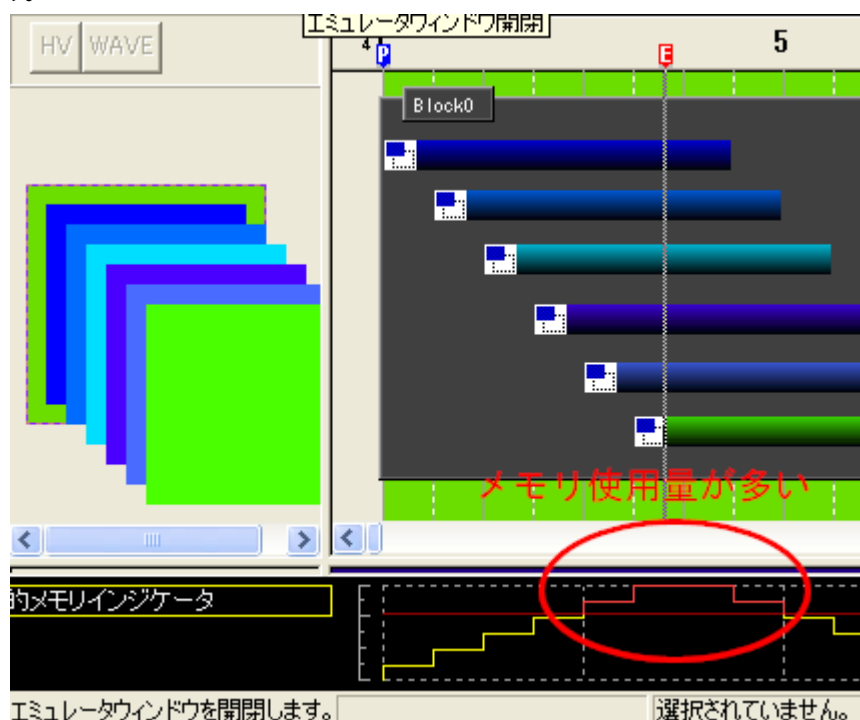 エミュレータウィンドウ開閉
HV WAVE
4
P
E
5
Block0
メモリ使用量が多い
的メモリインジケータ
エミュレータウィンドウを開閉します。
選択されていません。